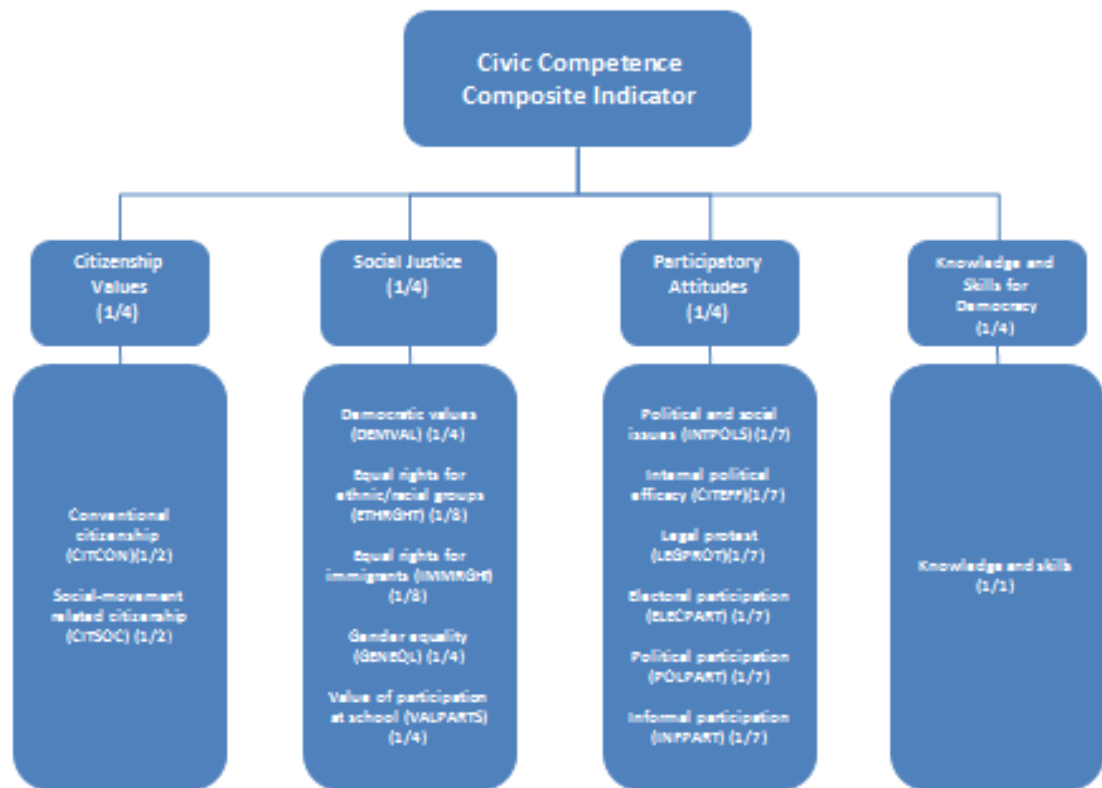 Civic Competence
Composite Indicator
Citizenship
Values
(1/4)
Social Justice
(1/4)
Participatory
Attitudes
(1/4)
Knowledge and
Skills for
Democracy
(1/4)
Conventional
citizenship
(CITCON)(1/2)
Social-movement
related citizenship
(CITSOC) (1/2)
Democratic values
(DEMVAL) (1/4)
Equal rights for
ethnic/racial groups
(ETHRGHT) (1/8)
Equal rights for
immigrants (IMMRGHT)
(1/8)
Gender equality
(GENEQL) (1/4)
Value of participation
at school (VALPARTS)
(1/4)
Political and social
issues (INTPOLS)(1/7)
Internal political
efficacy (CITEFF)(1/7)
Legal protest
(LEGPROT)(1/7)
Electoral participation
(ELECPART) (1/7)
Political participation
(POLPART) (1/7)
Informal participation
(INFPART) (1/7)
Knowledge and skills
(1/1)